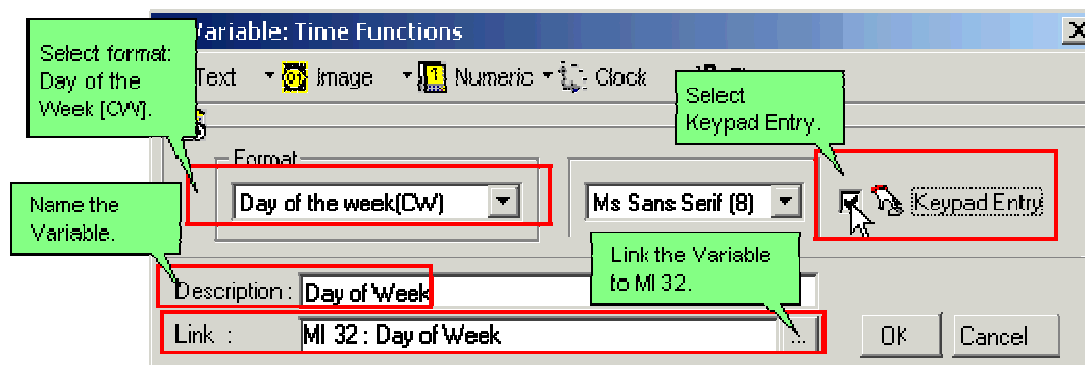 Variable: Time Functions
Select format:
Day of the
Week [CW].
Text
Image
Numeric
Clock
Select
Keypad Entry.
Format
Day of the week(CW)
Ms Sans Serif (8)
Keypad Entry
Name the
Variable.
Link the Variable
to MI 32.
Description :
Day of Week
Link :
MI 32 : Day of Week
...
OK
Cancel